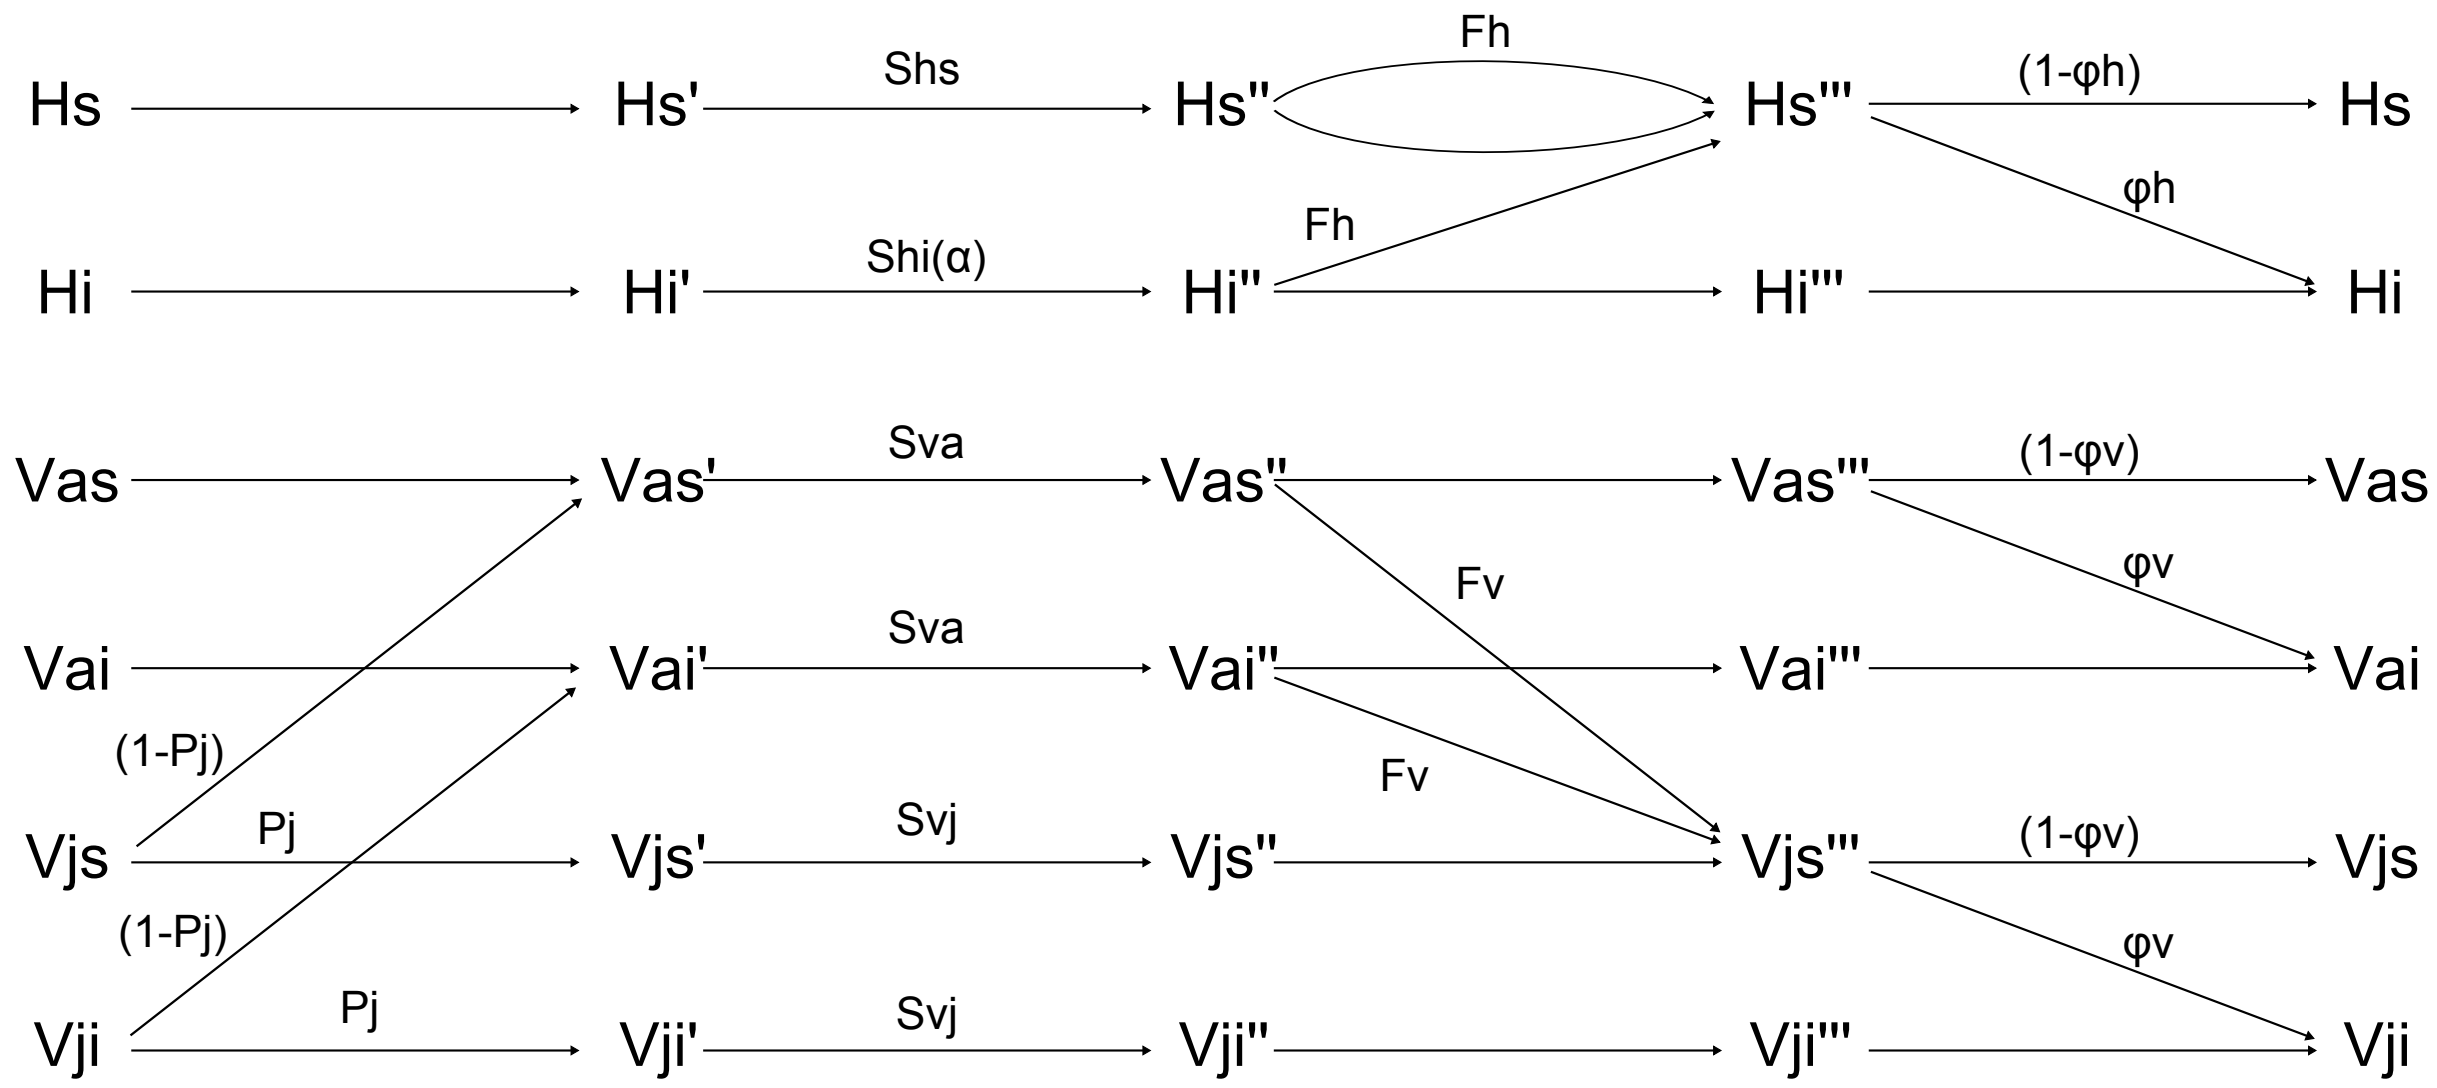 Fh
Shs
(1-φh)
Hs Hs' Hs'' Hs''' Hs
φh
Fh
Shi(α)
Hi Hi' Hi'' Hi''' Hi
Sva
(1-φv)
Vas Vas' Vas'' Vas''' Vas
φv
Fv
Sva
Vai Vai' Vai'' Vai''' Vai
(1-Pj)
Fv
Pj
Svj
(1-φv)
Vjs Vjs' Vjs'' Vjs''' Vjs
(1-Pj)
φv
Pj
Svj
Vji Vji' Vji'' Vji''' Vji